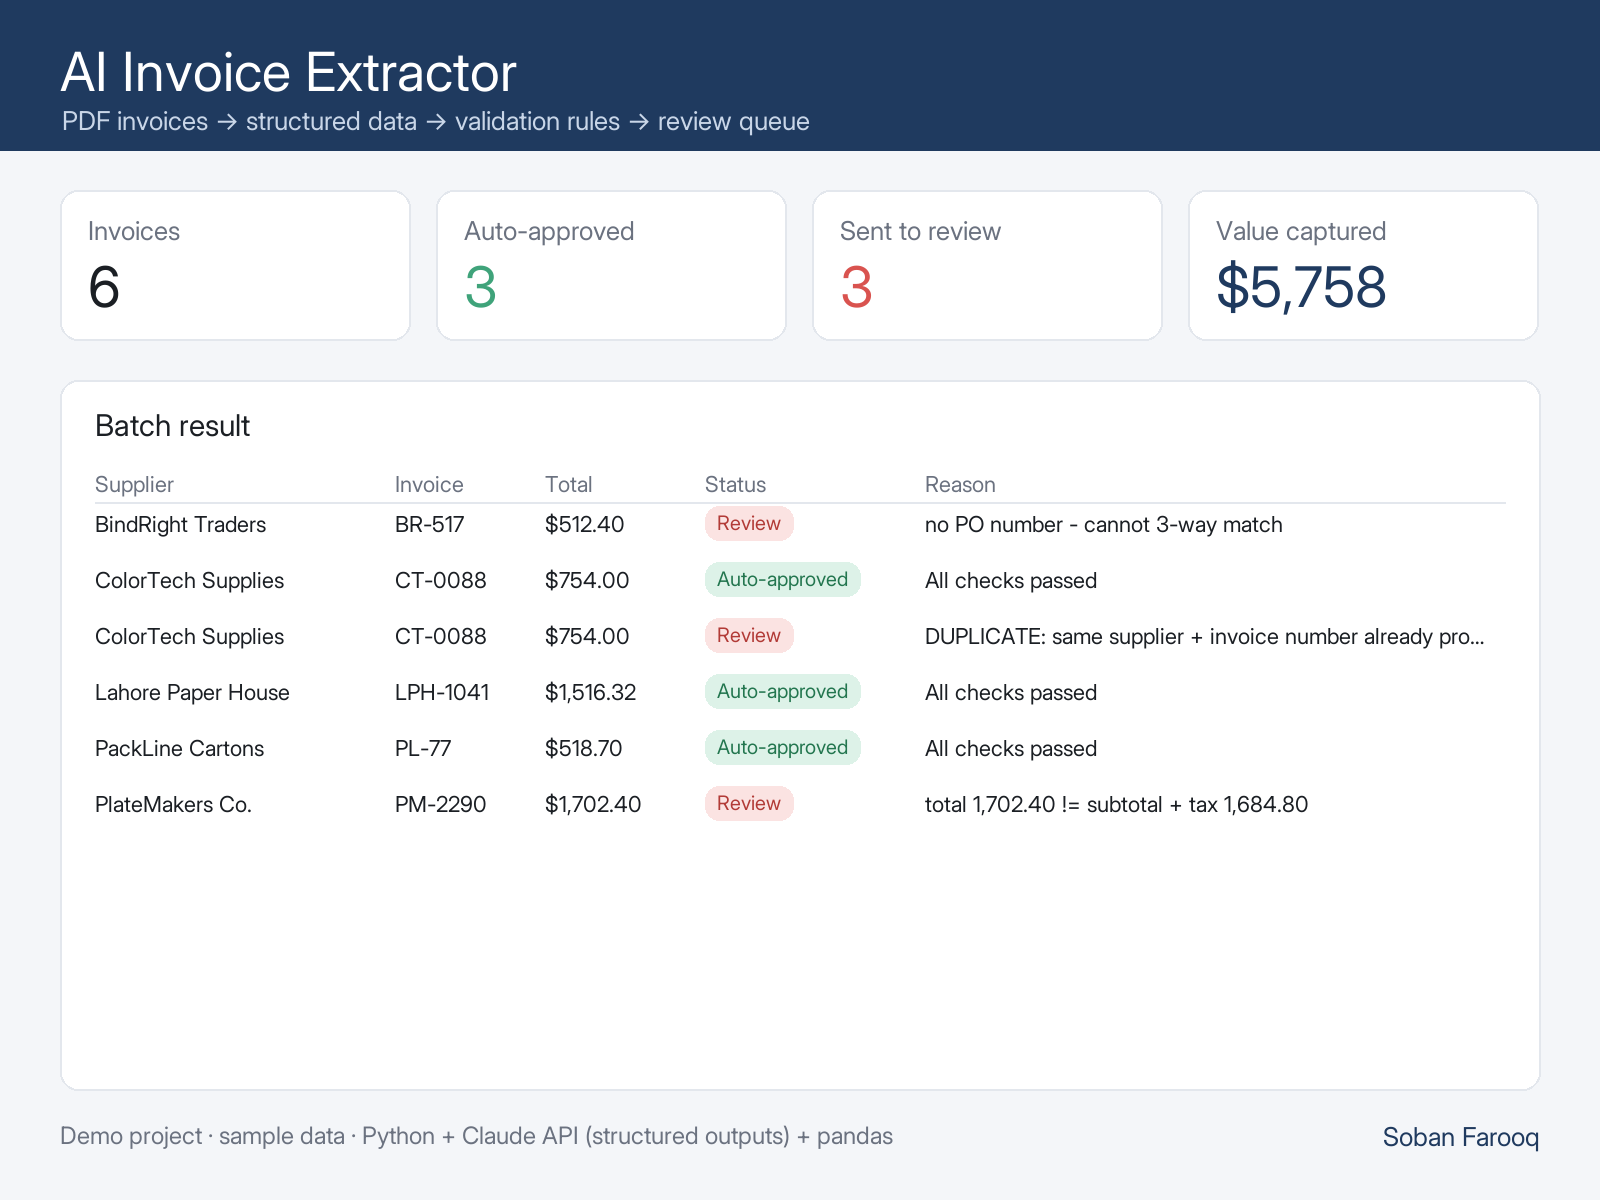 AI Invoice Extractor
PDF invoices → structured data → validation rules → review queue
Invoices
6
Auto-approved
3
Sent to review
3
Value captured
$5,758
Batch result
Supplier Invoice Total Status Reason
BindRight Traders BR-517 $512.40 Review no PO number - cannot 3-way match
ColorTech Supplies CT-0088 $754.00 Auto-approved All checks passed
ColorTech Supplies CT-0088 $754.00 Review DUPLICATE: same supplier + invoice number already pro...
Lahore Paper House LPH-1041 $1,516.32 Auto-approved All checks passed
PackLine Cartons PL-77 $518.70 Auto-approved All checks passed
PlateMakers Co. PM-2290 $1,702.40 Review total 1,702.40 != subtotal + tax 1,684.80
Demo project · sample data · Python + Claude API (structured outputs) + pandas
Soban Farooq